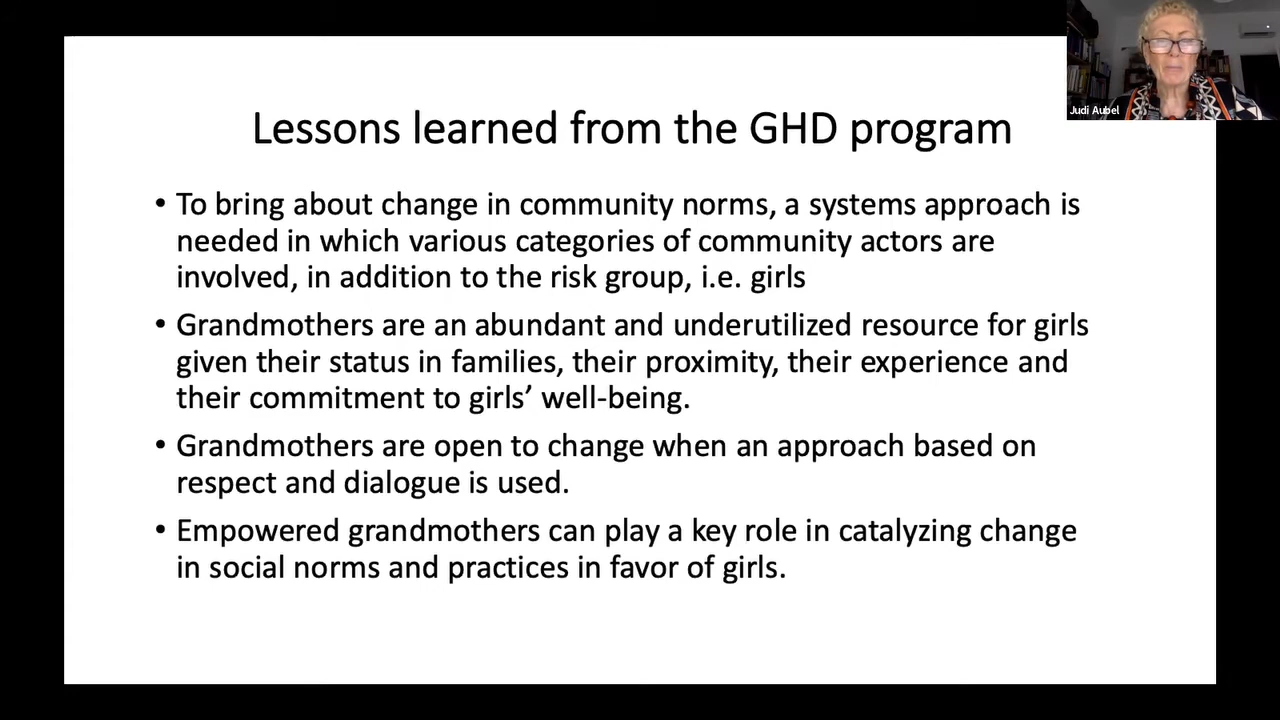 Judi Aubel
Lessons learned from the GHD program
• To bring about change in community norms, a systems approach is
needed in which various categories of community actors are
involved, in addition to the risk group, i.e. girls
• Grandmothers are an abundant and underutilized resource for girls
given their status in families, their proximity, their experience and
their commitment to girls’ well-being.
• Grandmothers are open to change when an approach based on
respect and dialogue is used.
• Empowered grandmothers can play a key role in catalyzing change
in social norms and practices in favor of girls.